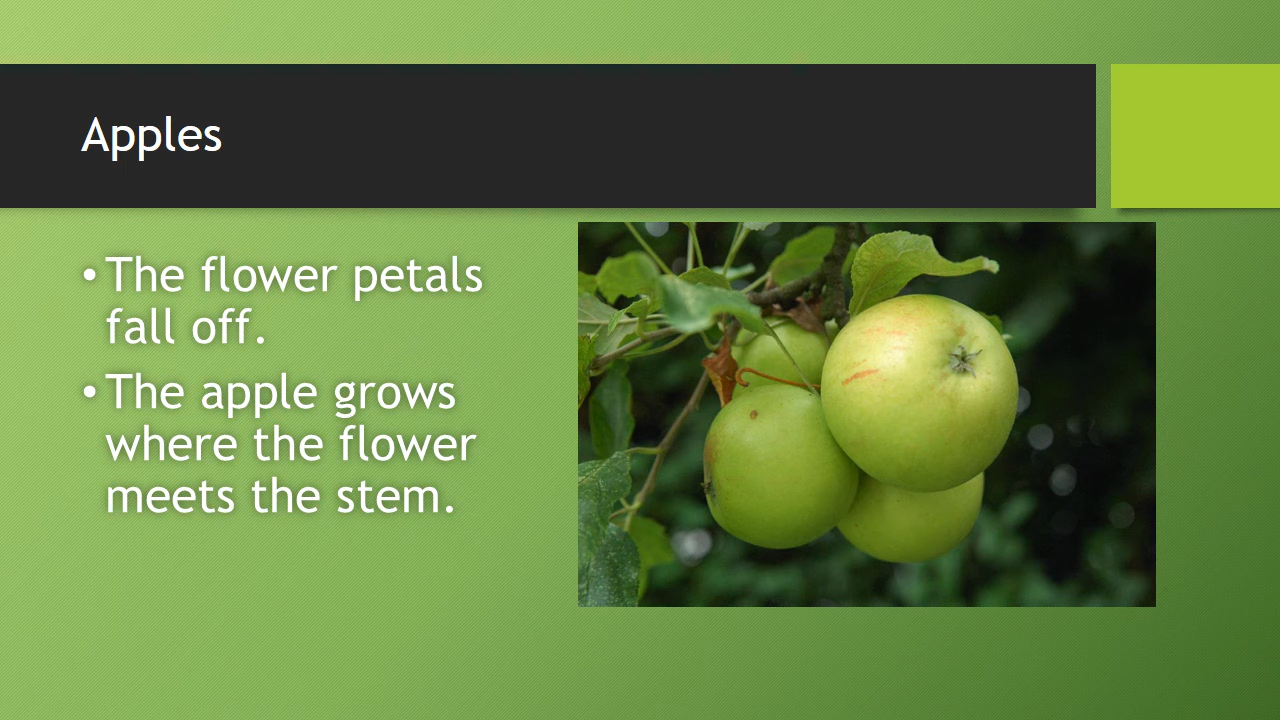 Apples
• The flower petals
fall off.
• The apple grows
where the flower
meets the stem.